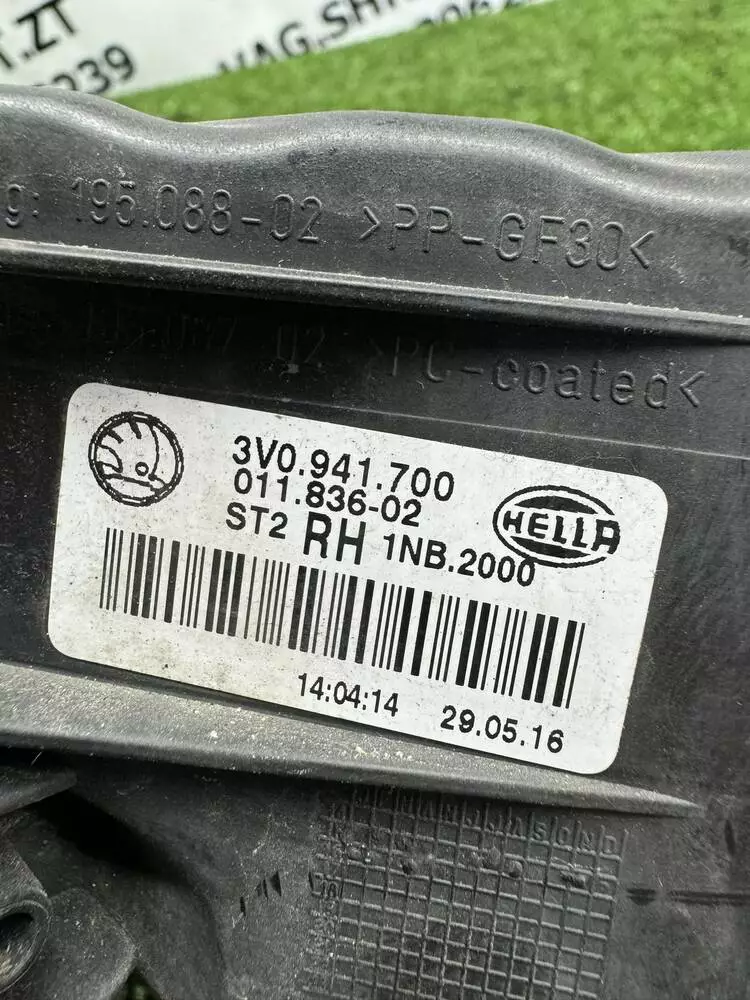 T.ZT
239
VAG.SH
g: 195.088-02 >PP-GF30<
02 >PC-coated<
3V0.941.700
011.836-02
HELLA
ST2 RH 1NB.2000
14:04:14 29.05.16
J F M A M J J A S O N D